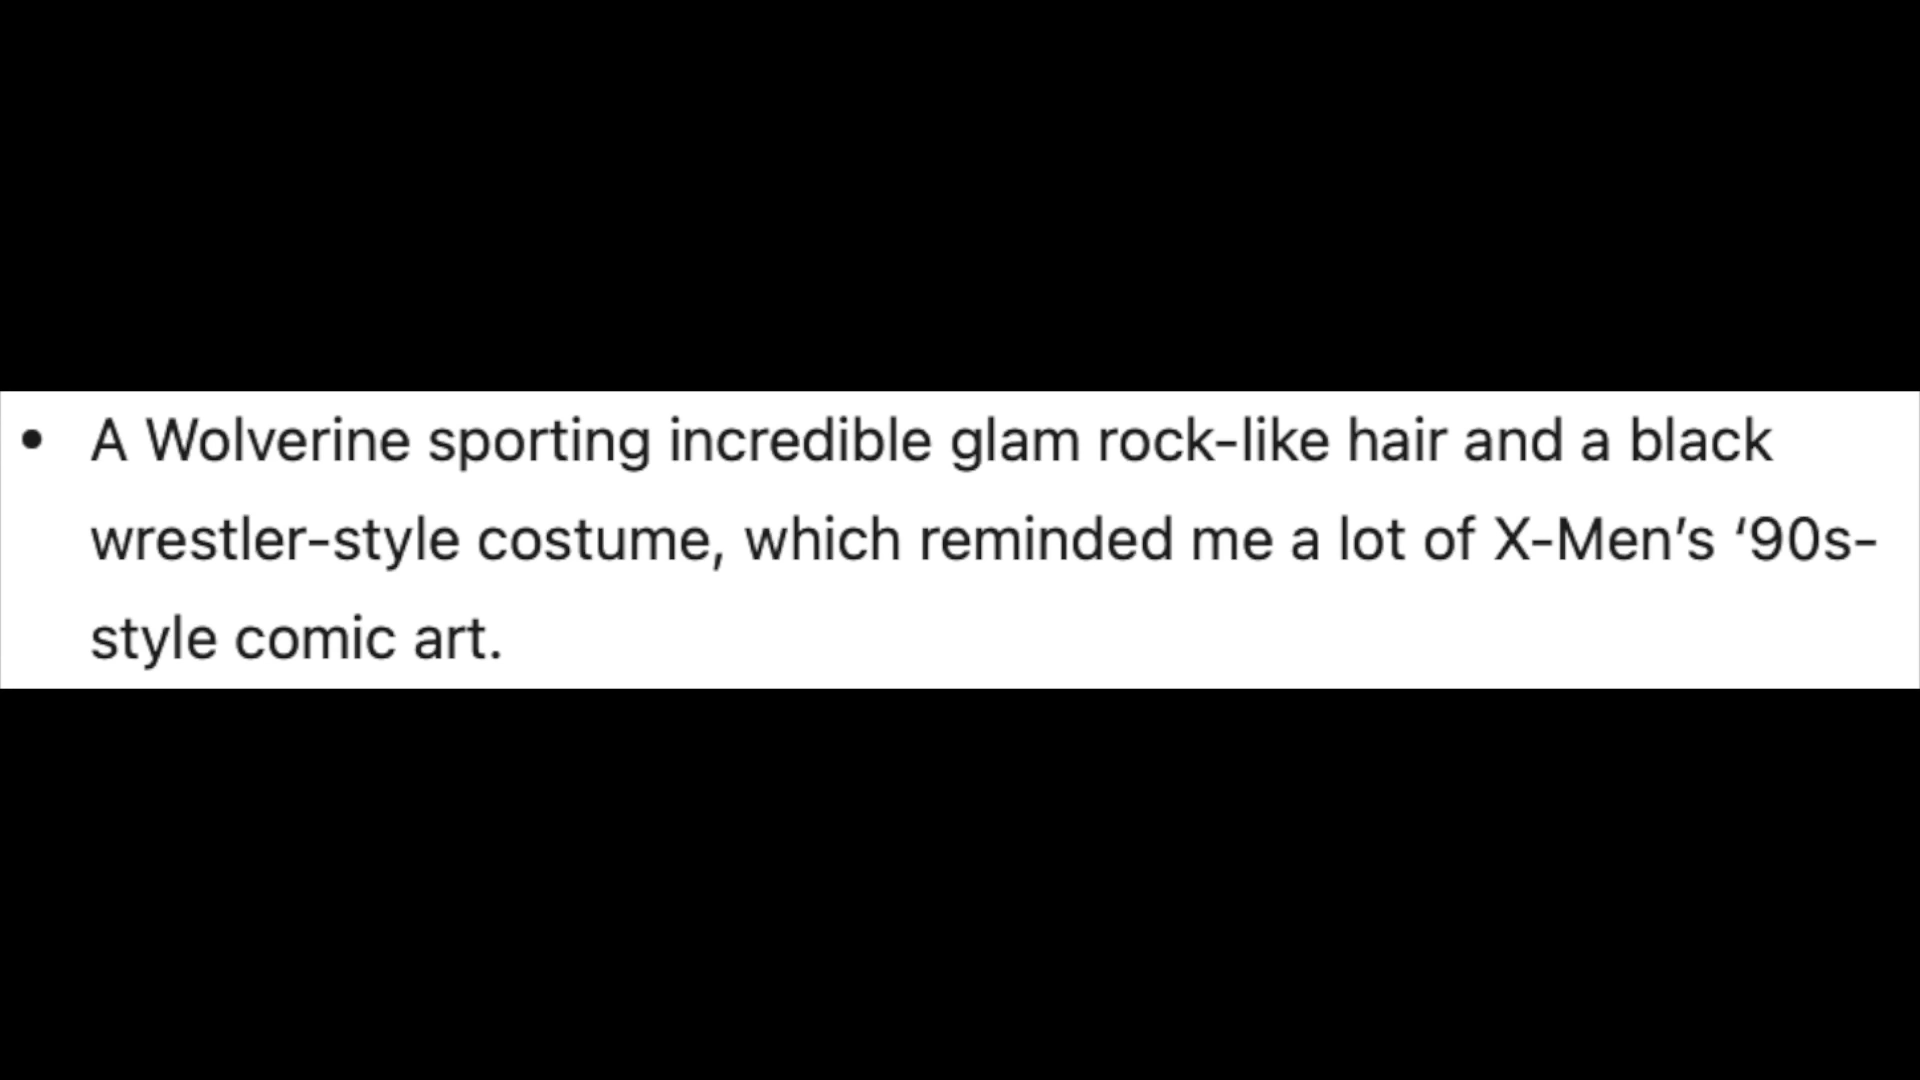 • A Wolverine sporting incredible glam rock-like hair and a black
wrestler-style costume, which reminded me a lot of X-Men’s ‘90s-
style comic art.